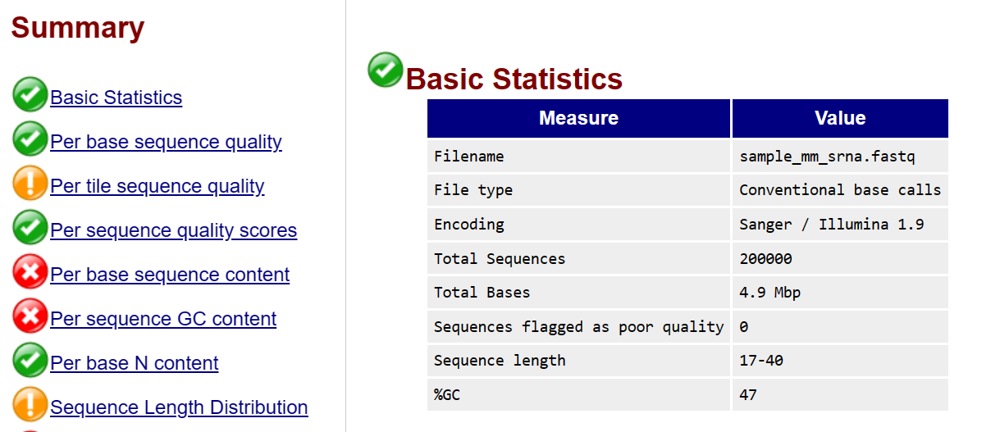 Summary
Basic Statistics
Per base sequence quality
Per tile sequence quality
Per sequence quality scores
Per base sequence content
Per sequence GC content
Per base N content
Sequence Length Distribution
Basic Statistics
Measure Value
Filename sample_mm_srna.fastq
File type Conventional base calls
Encoding Sanger / Illumina 1.9
Total Sequences 200000
Total Bases 4.9 Mbp
Sequences flagged as poor quality 0
Sequence length 17-40
%GC 47